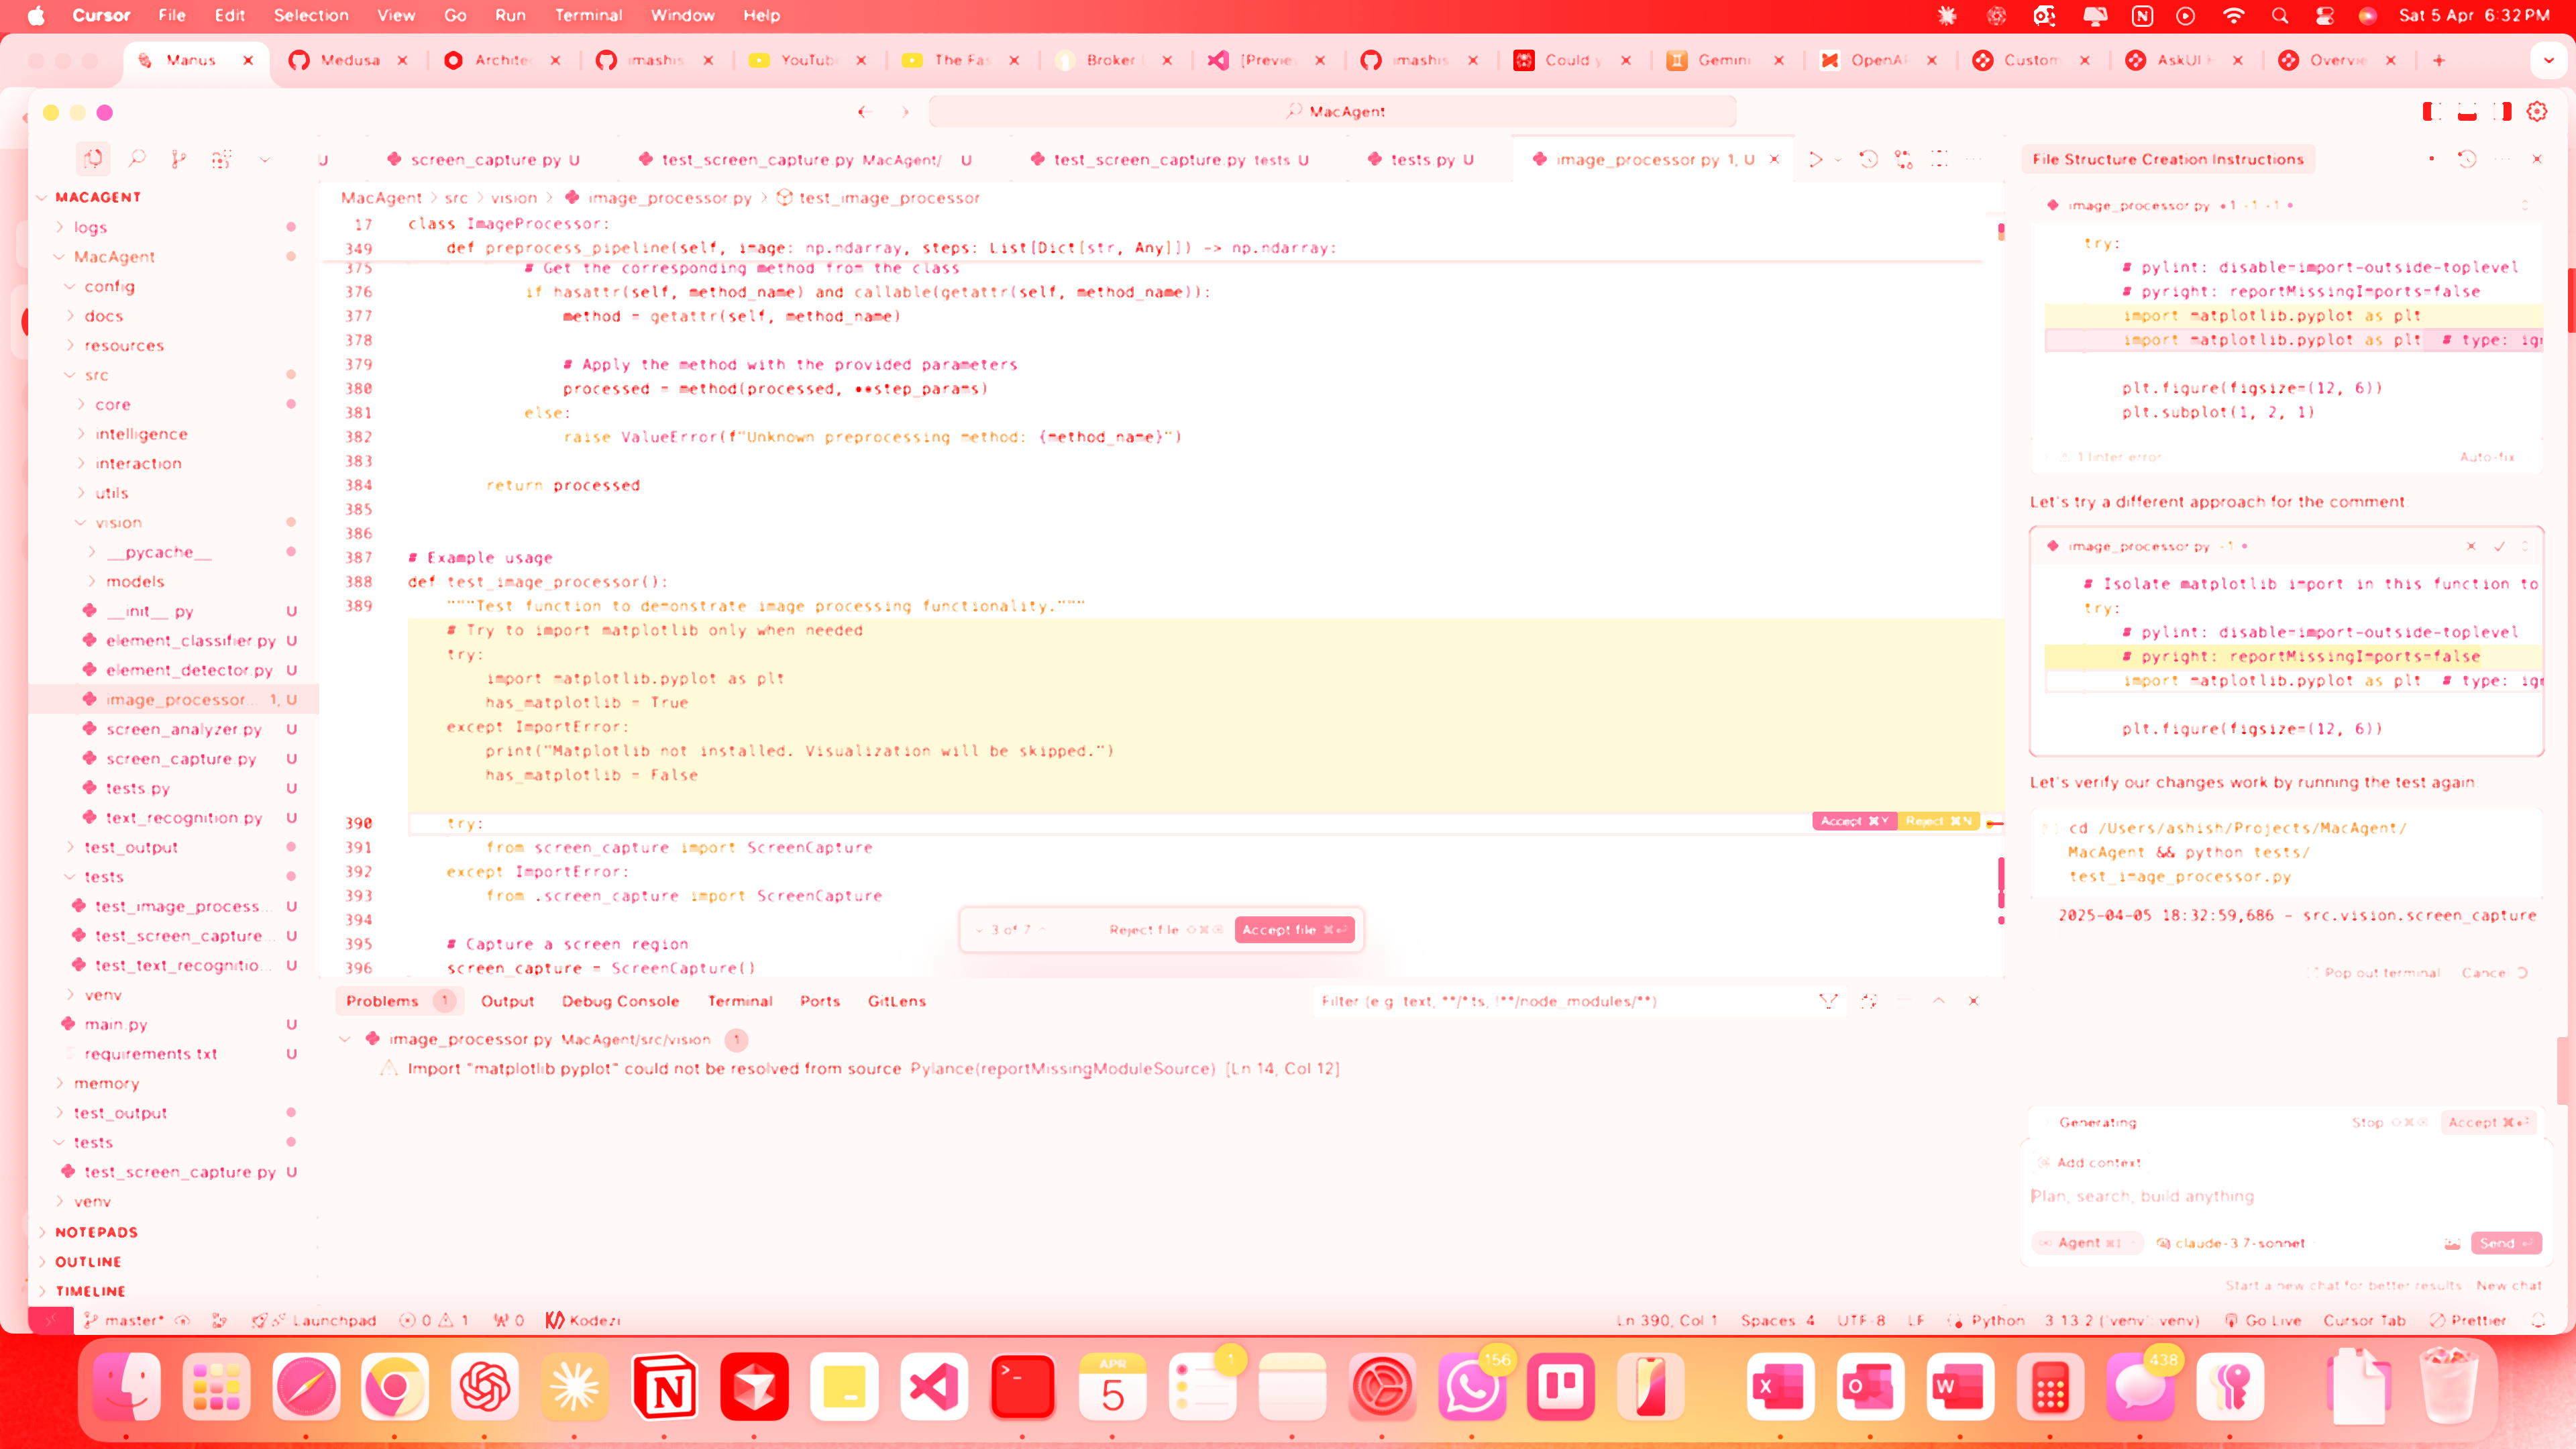 Cursor File Edit Selection View Go Run Terminal Window Help
Sat 5 Apr 6:32 PM
Manus
Medusa
Archite
imashis
YouTub
The Fas
Broker
[Previe
imashis
Could y
Gemini
OpenAI
Custom
AskUI
Overvie
MacAgent
U
screen_capture.py U
test_screen_capture.py MacAgent/ U
test_screen_capture.py tests U
tests.py U
image_processor.py 1, U
MacAgent > src > vision > image_processor.py > test_image_processor
MACAGENT
logs
MacAgent
config
docs
resources
src
core
intelligence
interaction
utils
vision
__pycache__
models
__init__.py U
element_classifier.py U
element_detector.py U
image_processor... 1, U
screen_analyzer.py U
screen_capture.py U
tests.py U
text_recognition.py U
test_output
tests
test_image_process... U
test_screen_capture... U
test_text_recognitio... U
venv
main.py U
requirements.txt U
memory
test_output
tests
test_screen_capture.py U
venv
NOTEPADS
OUTLINE
TIMELINE
17 class ImageProcessor:
349 def preprocess_pipeline(self, image: np.ndarray, steps: List[Dict[str, Any]]) -> np.ndarray:
375 # Get the corresponding method from the class
376 if hasattr(self, method_name) and callable(getattr(self, method_name)):
377 method = getattr(self, method_name)
378
379 # Apply the method with the provided parameters
380 processed = method(processed, **step_params)
381 else:
382 raise ValueError(f"Unknown preprocessing method: {method_name}")
383
384 return processed
385
386
387 # Example usage
388 def test_image_processor():
389 """Test function to demonstrate image processing functionality."""
# Try to import matplotlib only when needed
try:
import matplotlib.pyplot as plt
has_matplotlib = True
except ImportError:
print("Matplotlib not installed. Visualization will be skipped.")
has_matplotlib = False
390 try:
Accept ⌘Y Reject ⌘N
391 from screen_capture import ScreenCapture
392 except ImportError:
393 from .screen_capture import ScreenCapture
394
395 # Capture a screen region
396 screen_capture = ScreenCapture()
3 of 7 Reject file ⇧⌘⌫ Accept file ⌘⏎
Problems 1 Output Debug Console Terminal Ports GitLens
Filter (e.g. text, **/*.ts, !**/node_modules/**)
image_processor.py MacAgent/src/vision 1
Import "matplotlib.pyplot" could not be resolved from source Pylance(reportMissingModuleSource) [Ln 14, Col 12]
File Structure Creation Instructions
image_processor.py
try:
# pylint: disable=import-outside-toplevel
# pyright: reportMissingImports=false
import matplotlib.pyplot as plt
import matplotlib.pyplot as plt # type: ign
plt.figure(figsize=(12, 6))
plt.subplot(1, 2, 1)
1 linter error Auto-fix
Let's try a different approach for the comment:
image_processor.py -1
# Isolate matplotlib import in this function to
try:
# pylint: disable=import-outside-toplevel
# pyright: reportMissingImports=false
import matplotlib.pyplot as plt # type: ign
plt.figure(figsize=(12, 6))
Let's verify our changes work by running the test again:
cd /Users/ashish/Projects/MacAgent/
MacAgent && python tests/
test_image_processor.py
2025-04-05 18:32:59,686 - src.vision.screen_capture
Pop out terminal Cancel
Generating Stop ⇧⌘⌫ Accept ⌘⏎
Add context
Plan, search, build anything
Agent ⌘I claude-3.7-sonnet Send ⏎
Start a new chat for better results New chat
master* Launchpad 0 1 0 Kodezi
Ln 390, Col 1 Spaces: 4 UTF-8 LF Python 3.13.2 ('venv': venv) Go Live Cursor Tab Prettier
APR
5
1
156
438